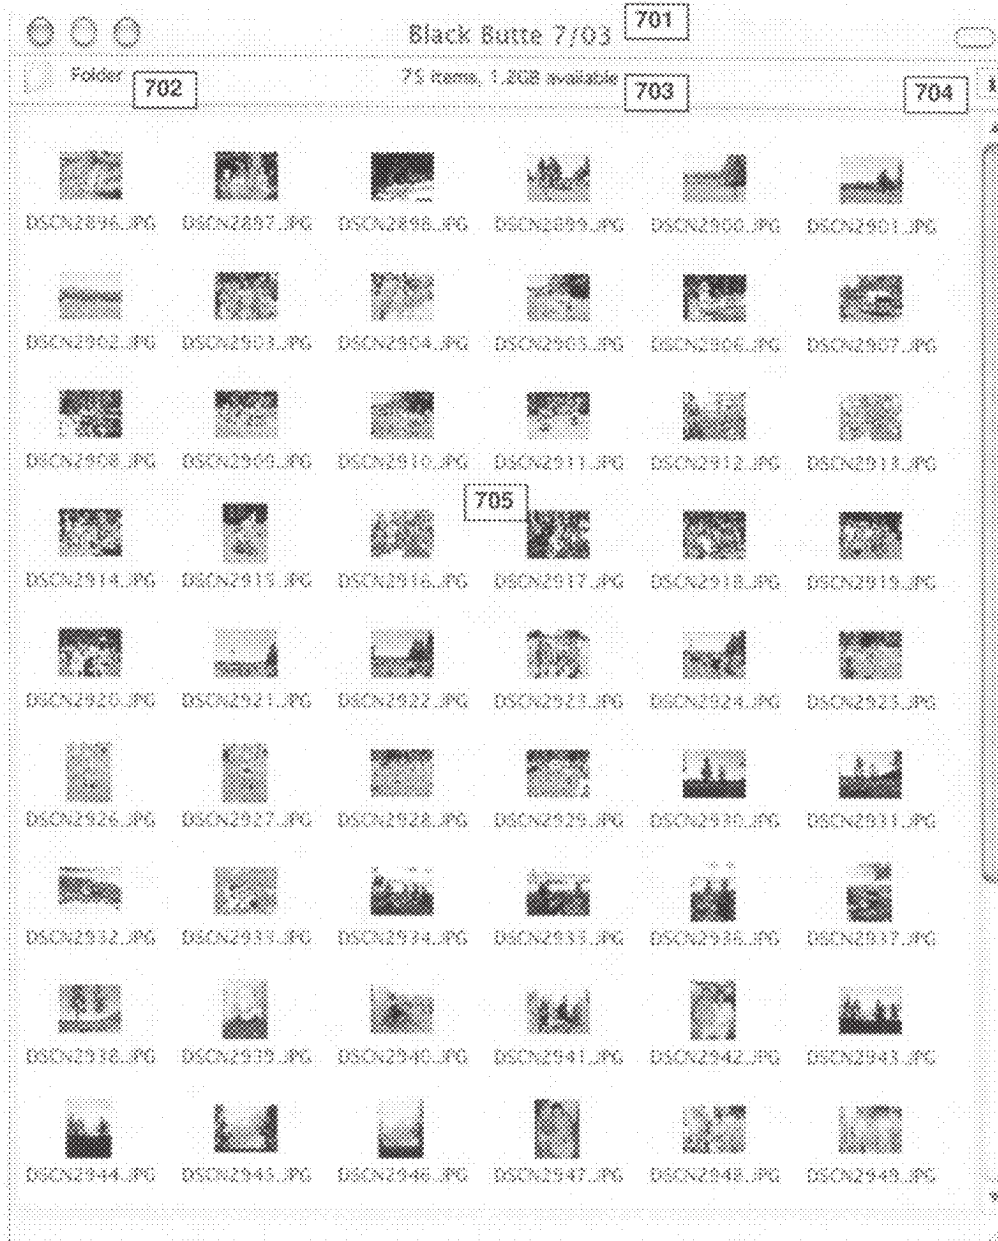 701
Black Butte 7/03
Folder 702
75 items, 1.2GB available 703
704
DSCN2896.JPG DSCN2897.JPG DSCN2898.JPG DSCN2899.JPG DSCN2900.JPG DSCN2901.JPG
DSCN2902.JPG DSCN2903.JPG DSCN2904.JPG DSCN2905.JPG DSCN2906.JPG DSCN2907.JPG
DSCN2908.JPG DSCN2909.JPG DSCN2910.JPG DSCN2911.JPG DSCN2912.JPG DSCN2913.JPG
705
DSCN2914.JPG DSCN2915.JPG DSCN2916.JPG DSCN2917.JPG DSCN2918.JPG DSCN2919.JPG
DSCN2920.JPG DSCN2921.JPG DSCN2922.JPG DSCN2923.JPG DSCN2924.JPG DSCN2925.JPG
DSCN2926.JPG DSCN2927.JPG DSCN2928.JPG DSCN2929.JPG DSCN2930.JPG DSCN2931.JPG
DSCN2932.JPG DSCN2933.JPG DSCN2934.JPG DSCN2935.JPG DSCN2936.JPG DSCN2937.JPG
DSCN2938.JPG DSCN2939.JPG DSCN2940.JPG DSCN2941.JPG DSCN2942.JPG DSCN2943.JPG
DSCN2944.JPG DSCN2945.JPG DSCN2946.JPG DSCN2947.JPG DSCN2948.JPG DSCN2949.JPG